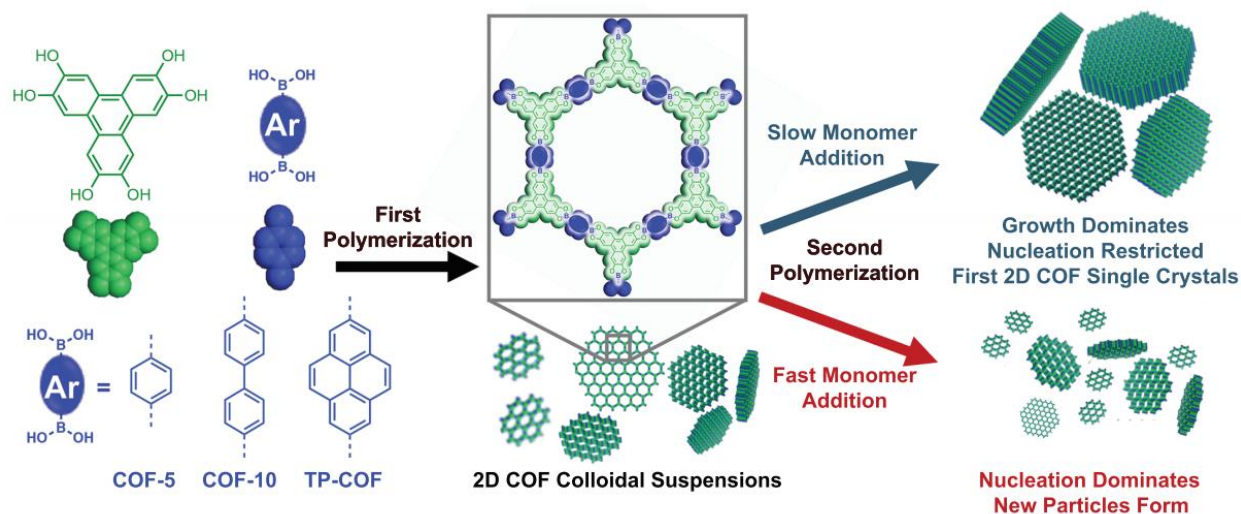 OH
HO
OH
HO
HO
OH
HO
OH
B
Ar
B
HO
OH
First
Polymerization
HO
OH
B
Ar
=
B
HO
OH
COF-5
COF-10
TP-COF
2D COF Colloidal Suspensions
Slow Monomer
Addition
Second
Polymerization
Fast Monomer
Addition
Growth Dominates
Nucleation Restricted
First 2D COF Single Crystals
Nucleation Dominates
New Particles Form